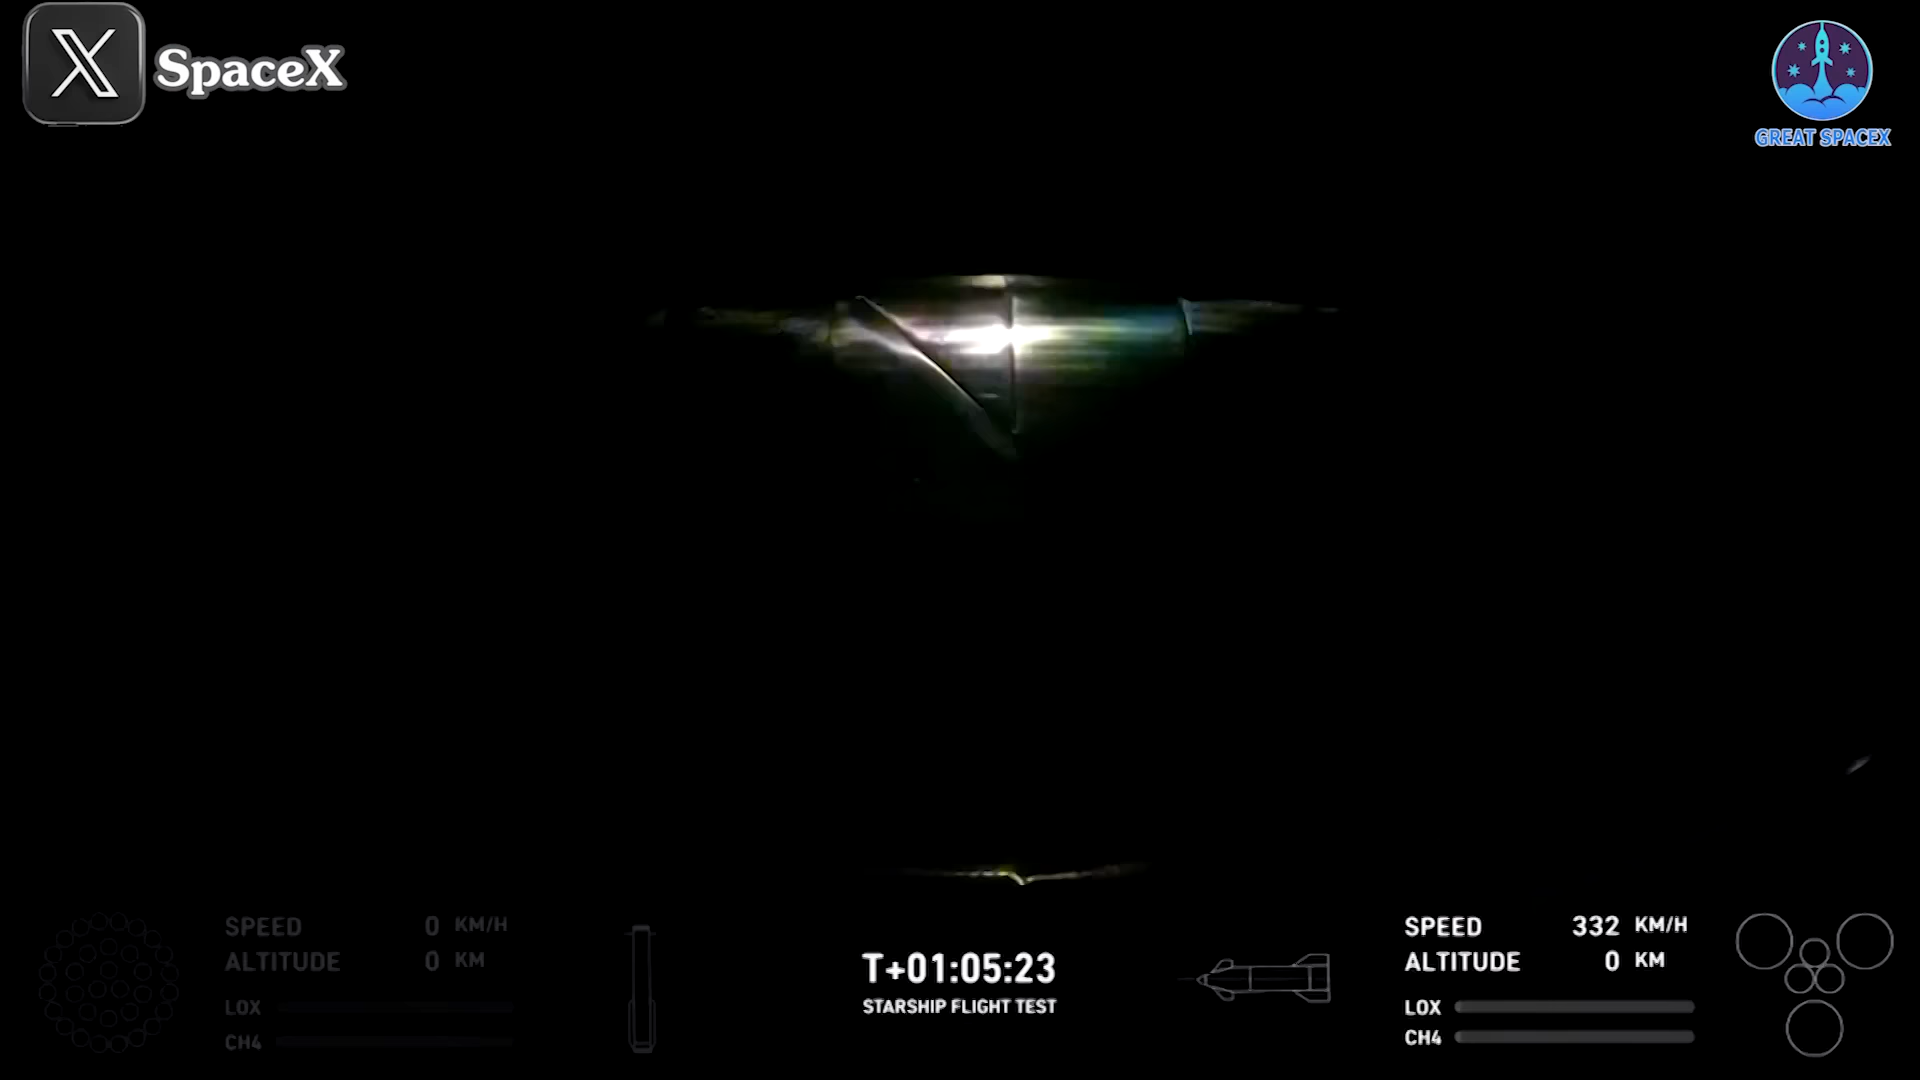 X
SpaceX
GREAT SPACEX
SPEED 0 KM/H
ALTITUDE 0 KM
LOX
CH4
T+01:05:23
STARSHIP FLIGHT TEST
SPEED 332 KM/H
ALTITUDE 0 KM
LOX
CH4